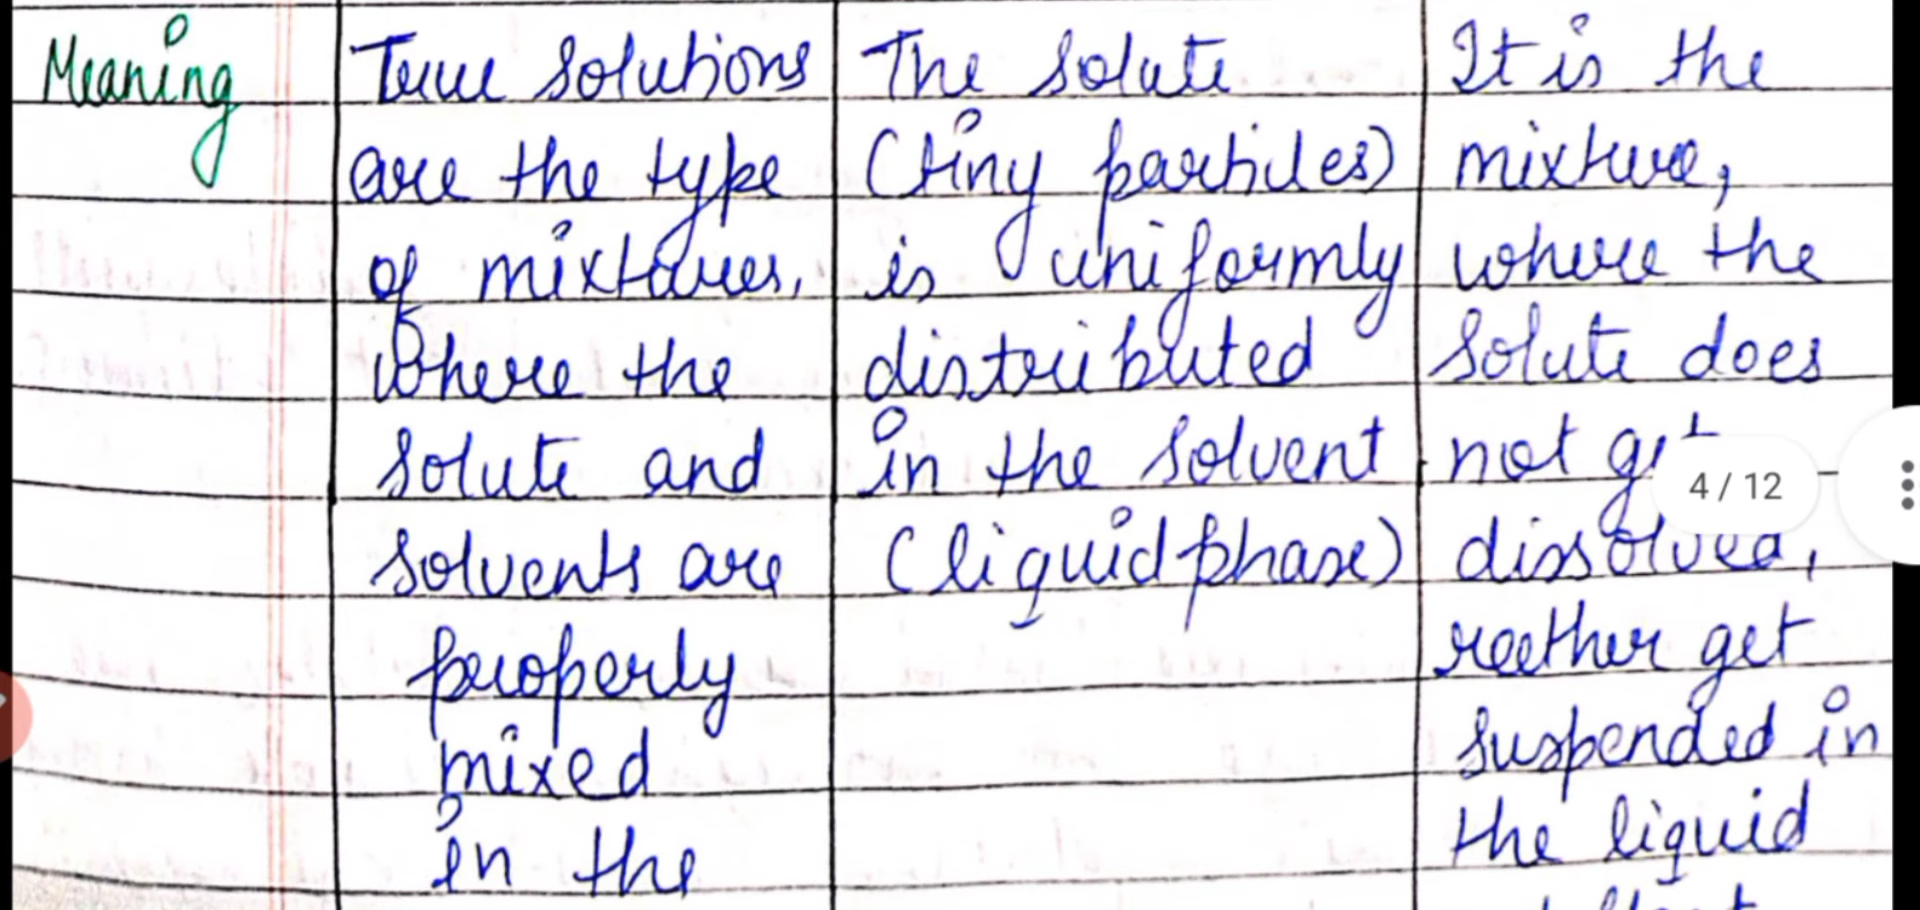 Meaning
True solutions
are the type
of mixtures,
where the
solute and
solvents are
properly
mixed
in the
The solute
(tiny particles)
is uniformly
distributed
in the solvent
(liquid phase)
It is the
mixture,
where the
solute does
not get
dissolved,
rather get
suspended in
the liquid
4 / 12